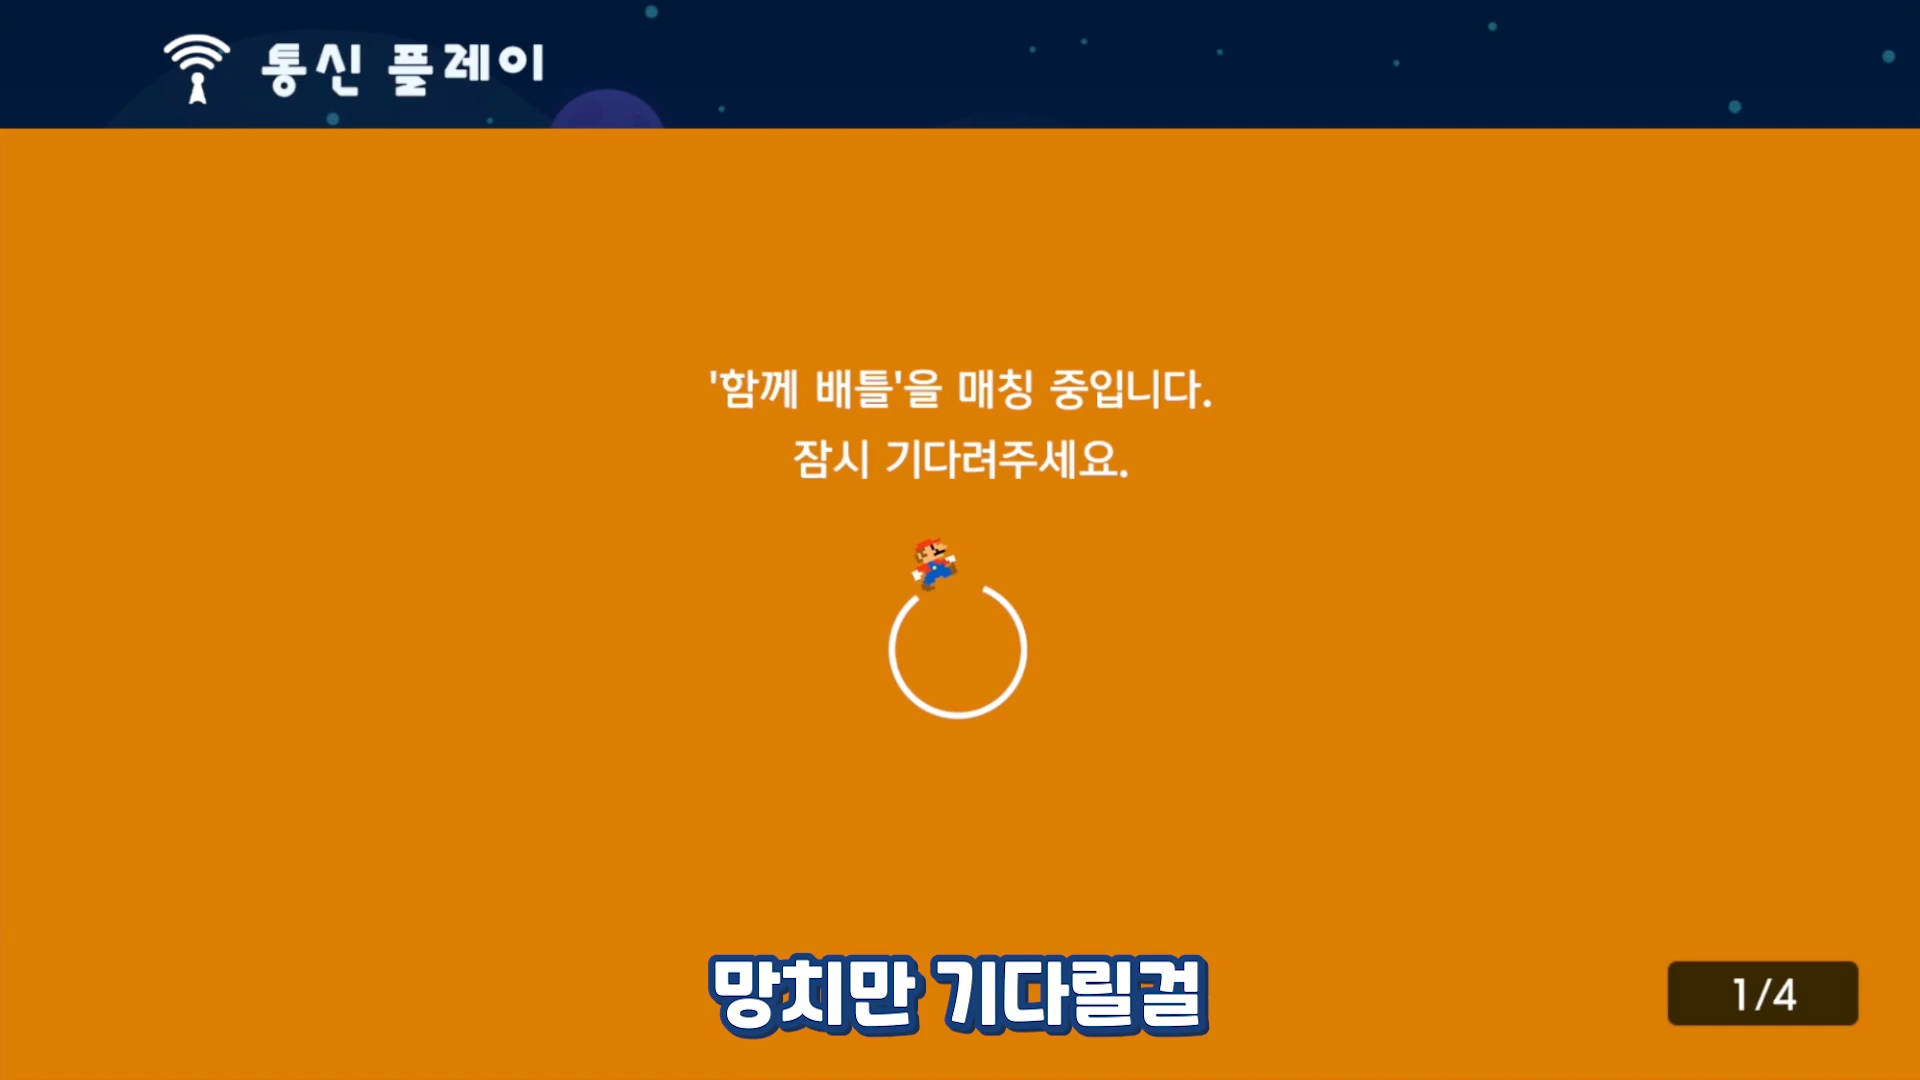 통신 플레이
'함께 배틀'을 매칭 중입니다.
잠시 기다려주세요.
망치만 기다릴걸
1/4